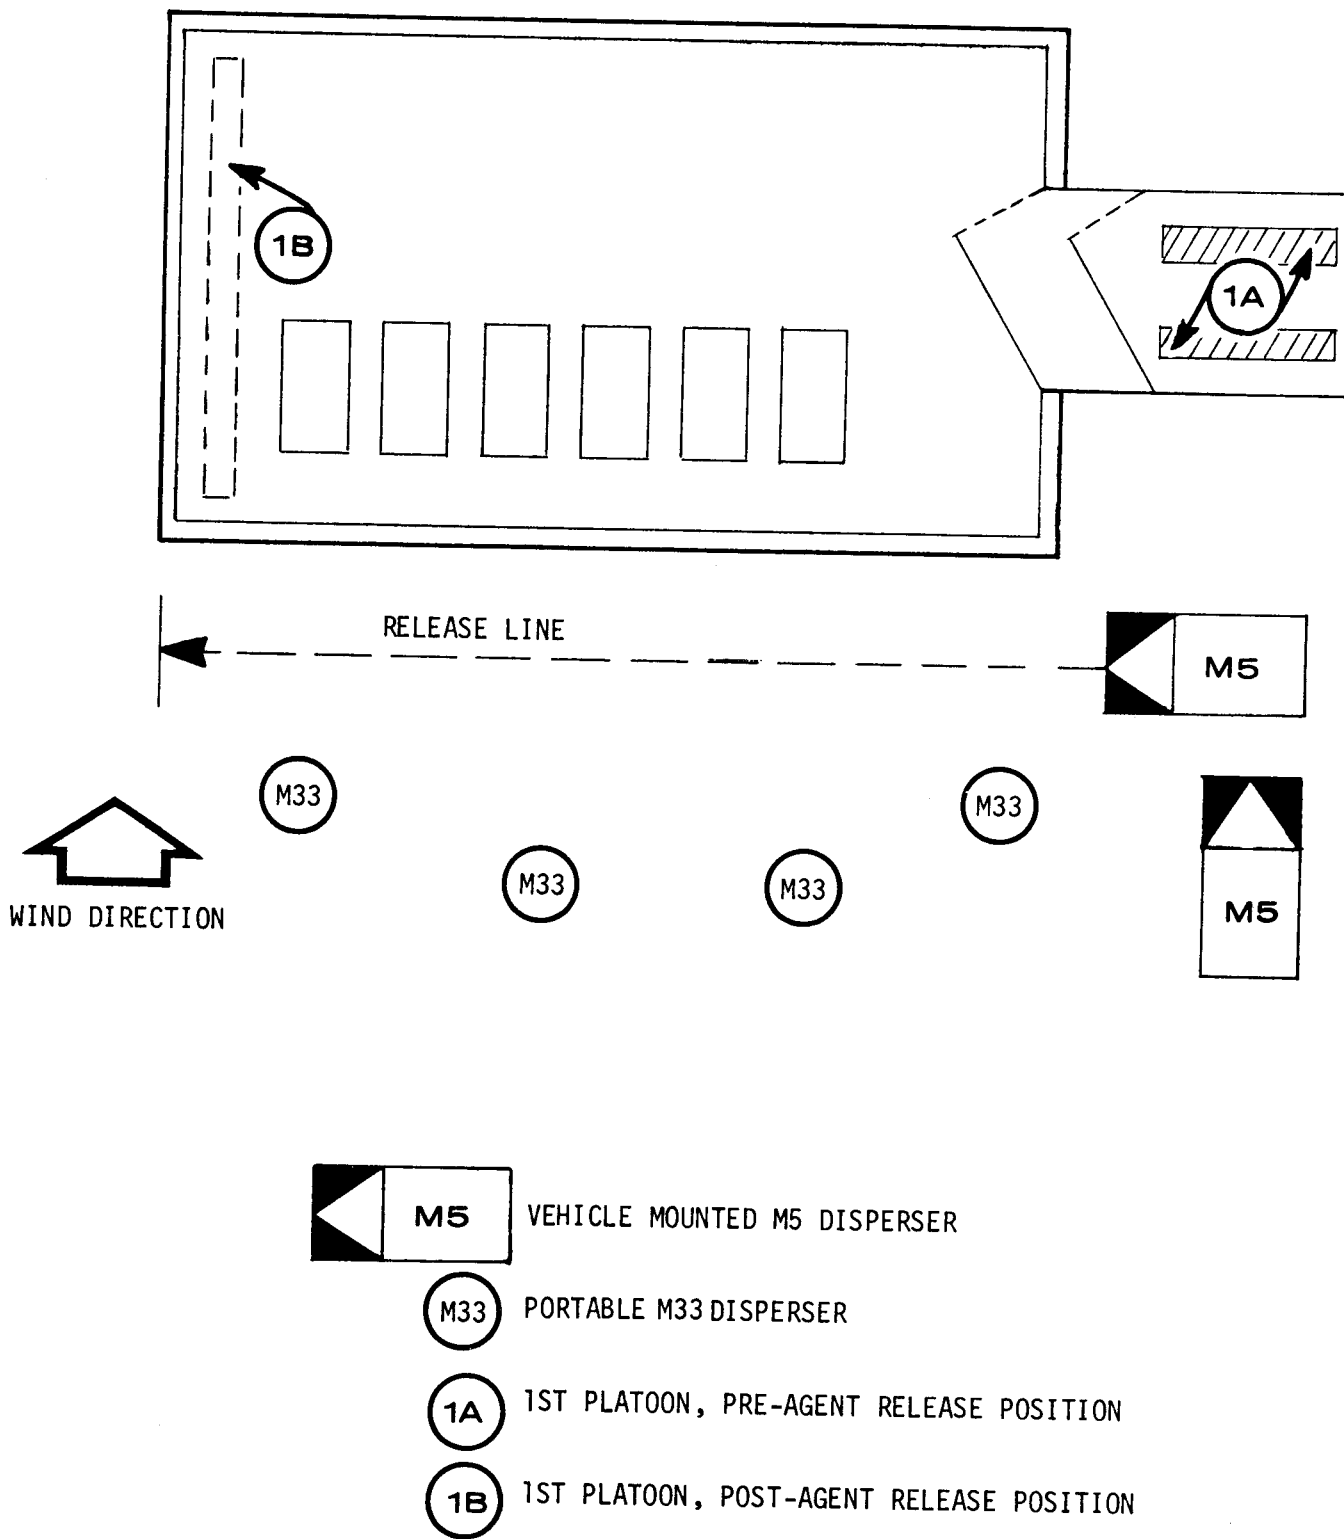 1B
1A
RELEASE LINE
M5
M33
M33
M33
M33
M5
WIND DIRECTION
M5 VEHICLE MOUNTED M5 DISPERSER
M33 PORTABLE M33 DISPERSER
1A 1ST PLATOON, PRE-AGENT RELEASE POSITION
1B 1ST PLATOON, POST-AGENT RELEASE POSITION